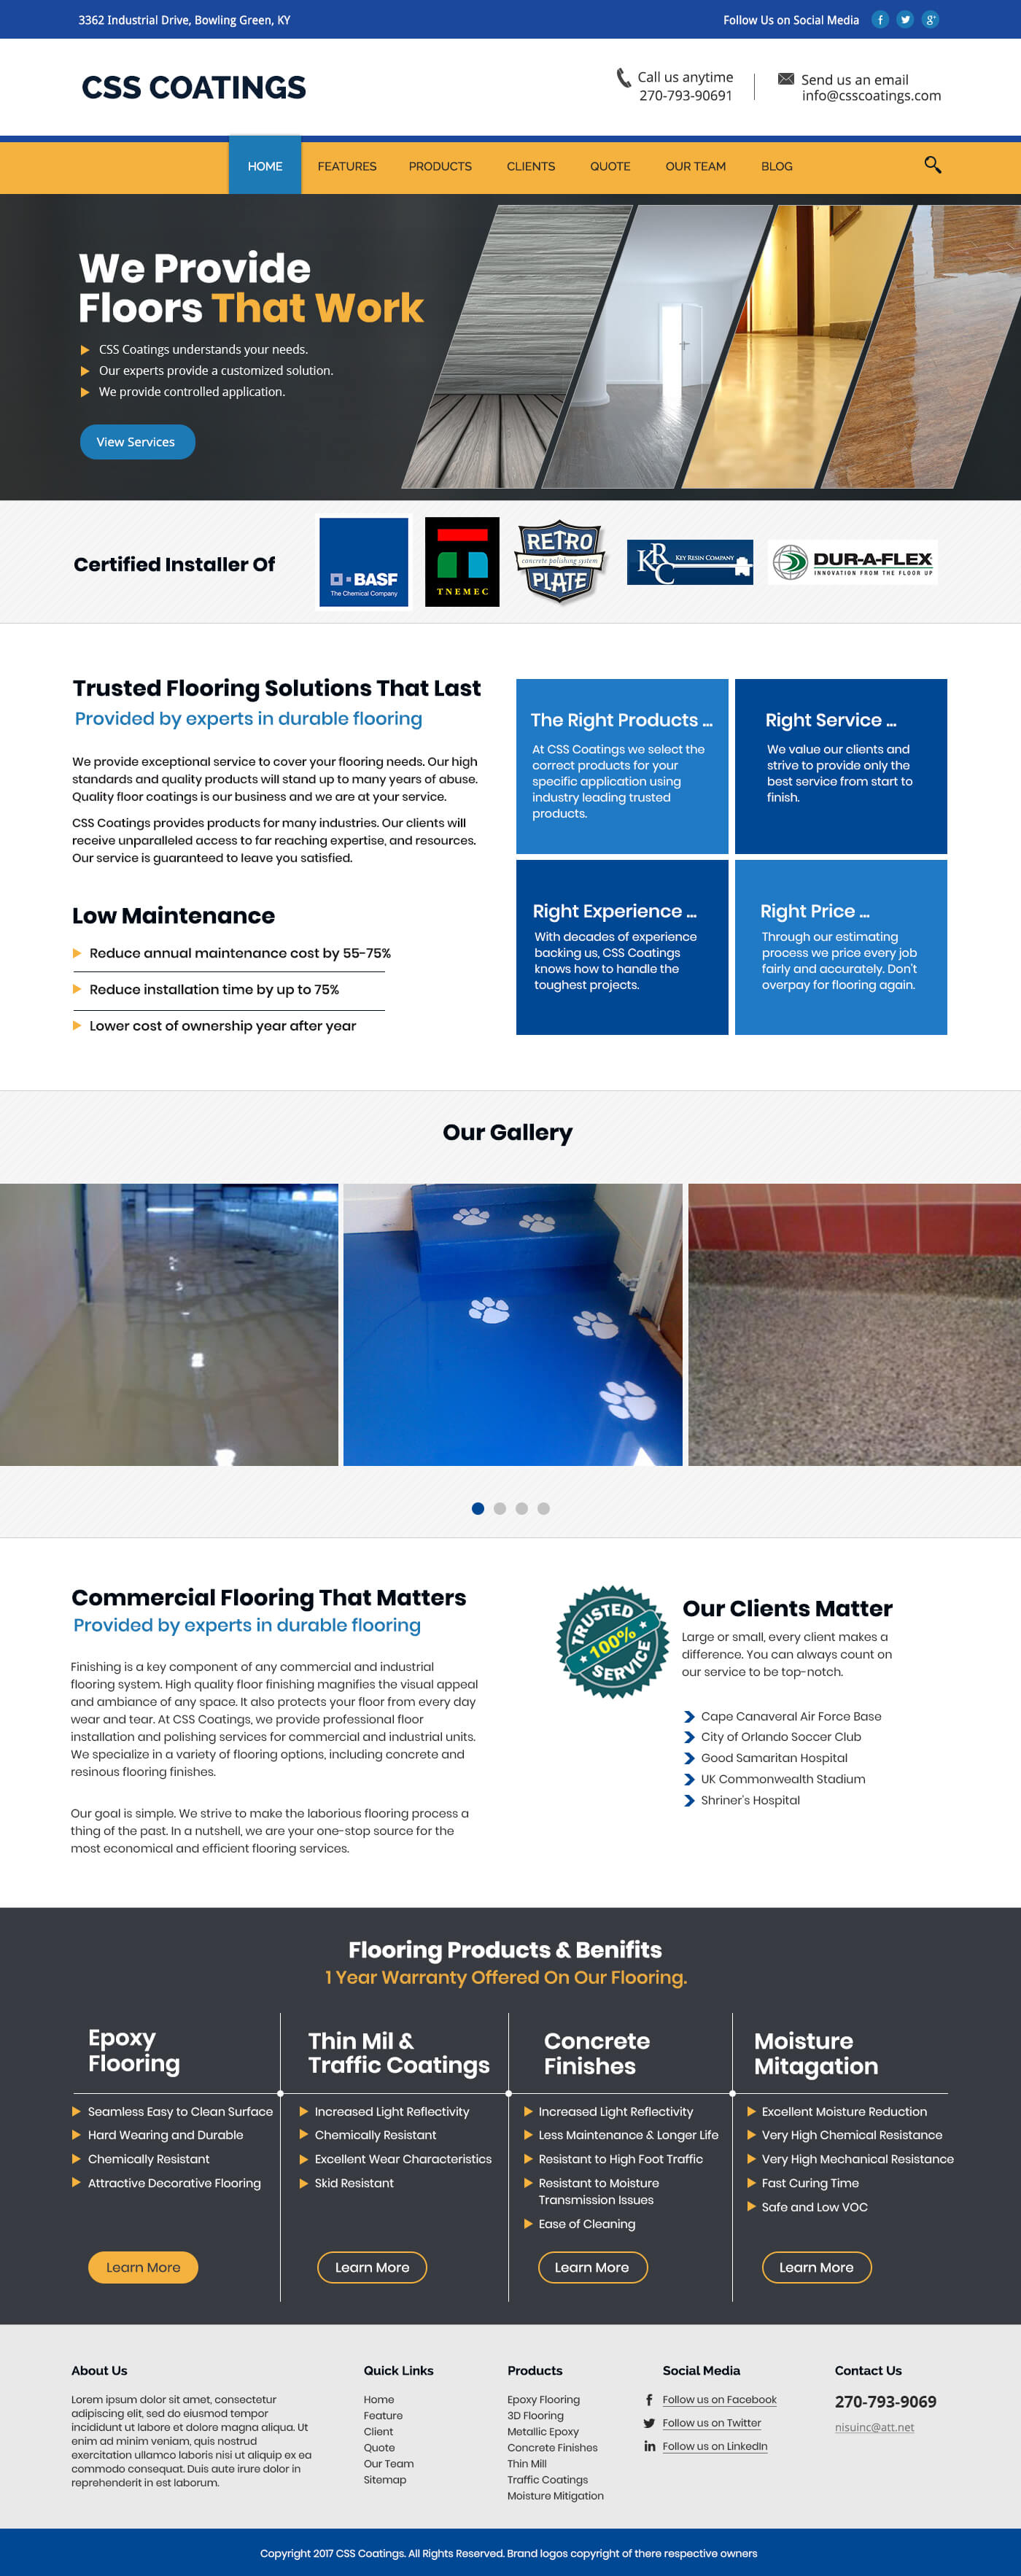 3362 Industrial Drive, Bowling Green, KY
Follow Us on Social Media
f
g+
CSS COATINGS
Call us anytime
270-793-90691
Send us an email
info@csscoatings.com
HOME
FEATURES
PRODUCTS
CLIENTS
QUOTE
OUR TEAM
BLOG
We Provide
Floors That Work
CSS Coatings understands your needs.
Our experts provide a customized solution.
We provide controlled application.
View Services
Certified Installer Of
BASF
The Chemical Company
TNEMEC
RETRO
concrete polishing system
PLATE
KRC
KEY RESIN COMPANY
DUR-A-FLEX
INNOVATION FROM THE FLOOR UP
Trusted Flooring Solutions That Last
Provided by experts in durable flooring
We provide exceptional service to cover your flooring needs. Our high
standards and quality products will stand up to many years of abuse.
Quality floor coatings is our business and we are at your service.
CSS Coatings provides products for many industries. Our clients will
receive unparalleled access to far reaching expertise, and resources.
Our service is guaranteed to leave you satisfied.
Low Maintenance
Reduce annual maintenance cost by 55-75%
Reduce installation time by up to 75%
Lower cost of ownership year after year
The Right Products ...
At CSS Coatings we select the
correct products for your
specific application using
industry leading trusted
products.
Right Service ...
We value our clients and
strive to provide only the
best service from start to
finish.
Right Experience ...
With decades of experience
backing us, CSS Coatings
knows how to handle the
toughest projects.
Right Price ...
Through our estimating
process we price every job
fairly and accurately. Don't
overpay for flooring again.
Our Gallery
Commercial Flooring That Matters
Provided by experts in durable flooring
Finishing is a key component of any commercial and industrial
flooring system. High quality floor finishing magnifies the visual appeal
and ambiance of any space. It also protects your floor from every day
wear and tear. At CSS Coatings, we provide professional floor
installation and polishing services for commercial and industrial units.
We specialize in a variety of flooring options, including concrete and
resinous flooring finishes.
Our goal is simple. We strive to make the laborious flooring process a
thing of the past. In a nutshell, we are your one-stop source for the
most economical and efficient flooring services.
TRUSTED
100%
SERVICE
Our Clients Matter
Large or small, every client makes a
difference. You can always count on
our service to be top-notch.
Cape Canaveral Air Force Base
City of Orlando Soccer Club
Good Samaritan Hospital
UK Commonwealth Stadium
Shriner's Hospital
Flooring Products & Benifits
1 Year Warranty Offered On Our Flooring.
Epoxy
Flooring
Seamless Easy to Clean Surface
Hard Wearing and Durable
Chemically Resistant
Attractive Decorative Flooring
Learn More
Thin Mil &
Traffic Coatings
Increased Light Reflectivity
Chemically Resistant
Excellent Wear Characteristics
Skid Resistant
Learn More
Concrete
Finishes
Increased Light Reflectivity
Less Maintenance & Longer Life
Resistant to High Foot Traffic
Resistant to Moisture
Transmission Issues
Ease of Cleaning
Learn More
Moisture
Mitagation
Excellent Moisture Reduction
Very High Chemical Resistance
Very High Mechanical Resistance
Fast Curing Time
Safe and Low VOC
Learn More
About Us
Lorem ipsum dolor sit amet, consectetur
adipiscing elit, sed do eiusmod tempor
incididunt ut labore et dolore magna aliqua. Ut
enim ad minim veniam, quis nostrud
exercitation ullamco laboris nisi ut aliquip ex ea
commodo consequat. Duis aute irure dolor in
reprehenderit in est laborum.
Quick Links
Home
Feature
Client
Quote
Our Team
Sitemap
Products
Epoxy Flooring
3D Flooring
Metallic Epoxy
Concrete Finishes
Thin Mill
Traffic Coatings
Moisture Mitigation
Social Media
f Follow us on Facebook
Follow us on Twitter
in Follow us on LinkedIn
Contact Us
270-793-9069
nisuinc@att.net
Copyright 2017 CSS Coatings. All Rights Reserved. Brand logos copyright of there respective owners